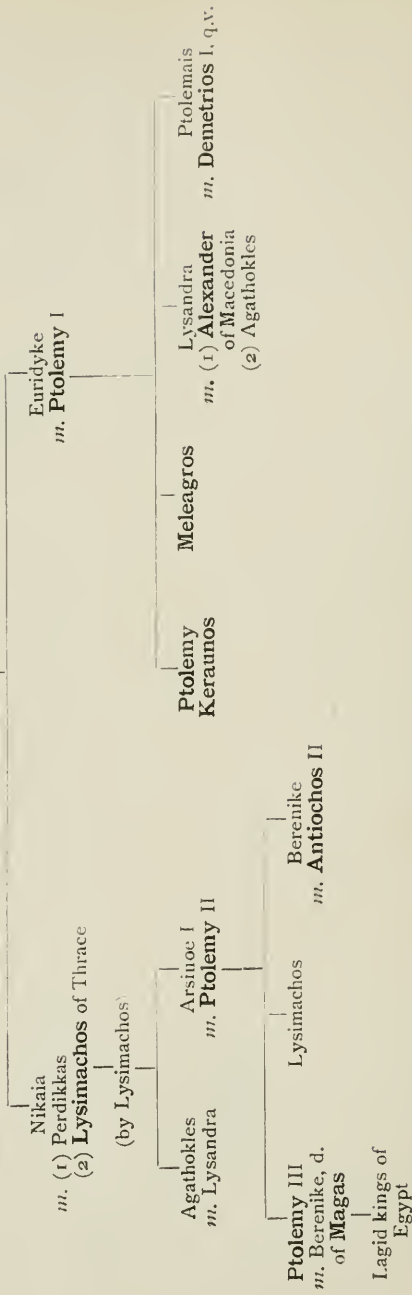 Nikaia
m. (1) Perdikkas
(2) Lysimachos of Thrace
(by Lysimachos)
Euridyke
m. Ptolemy I
Agathokles
m. Lysandra
Arsinoe I
m. Ptolemy II
Ptolemy
Keraunos
Meleagros
Lysandra
m. (1) Alexander
of Macedonia
(2) Agathokles
Ptolemais
m. Demetrios I, q.v.
Ptolemy III
m. Berenike, d.
of Magas
Lysimachos
Berenike
m. Antiochos II
Lagid kings of
Egypt